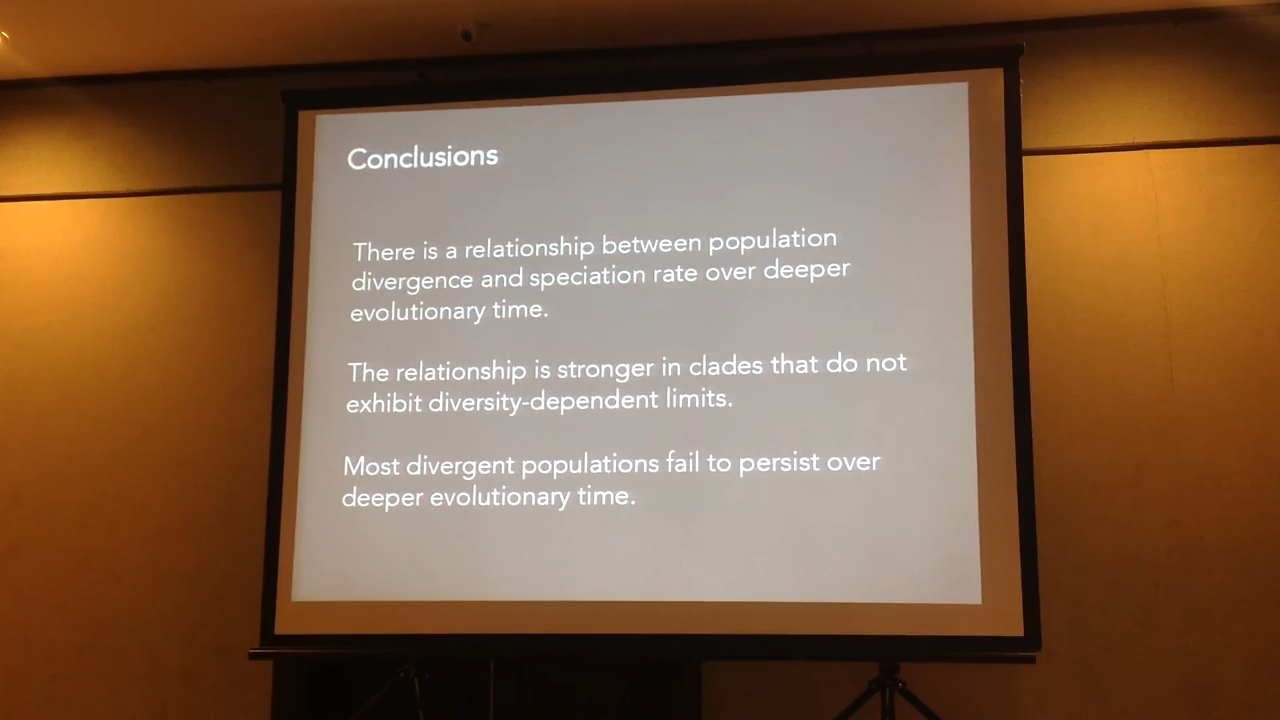 Conclusions
There is a relationship between population
divergence and speciation rate over deeper
evolutionary time.
The relationship is stronger in clades that do not
exhibit diversity-dependent limits.
Most divergent populations fail to persist over
deeper evolutionary time.